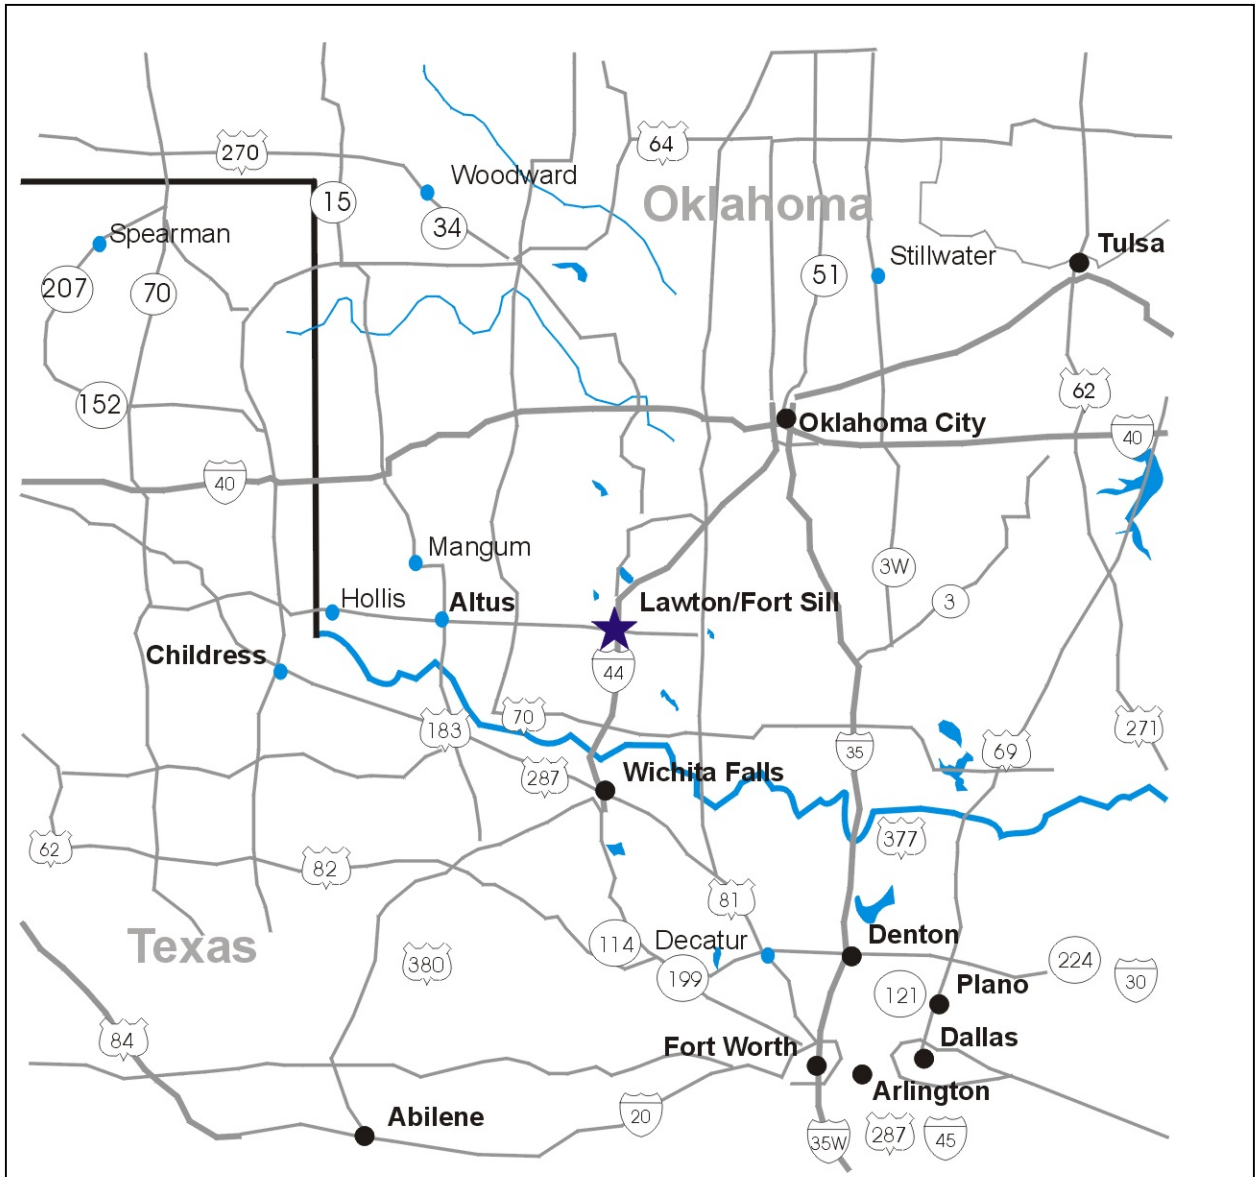 64
270
Woodward
15
Oklahoma
34
Spearman
Tulsa
Stillwater
207
70
51
62
152
Oklahoma City
40
40
Mangum
3W
Hollis
Altus
Lawton/Fort Sill
3
Childress
44
70
183
271
35
69
287
Wichita Falls
377
62
82
81
Denton
114
Decatur
Texas
380
224
199
30
121
Plano
84
Dallas
Fort Worth
Arlington
Abilene
20
35W
287
45